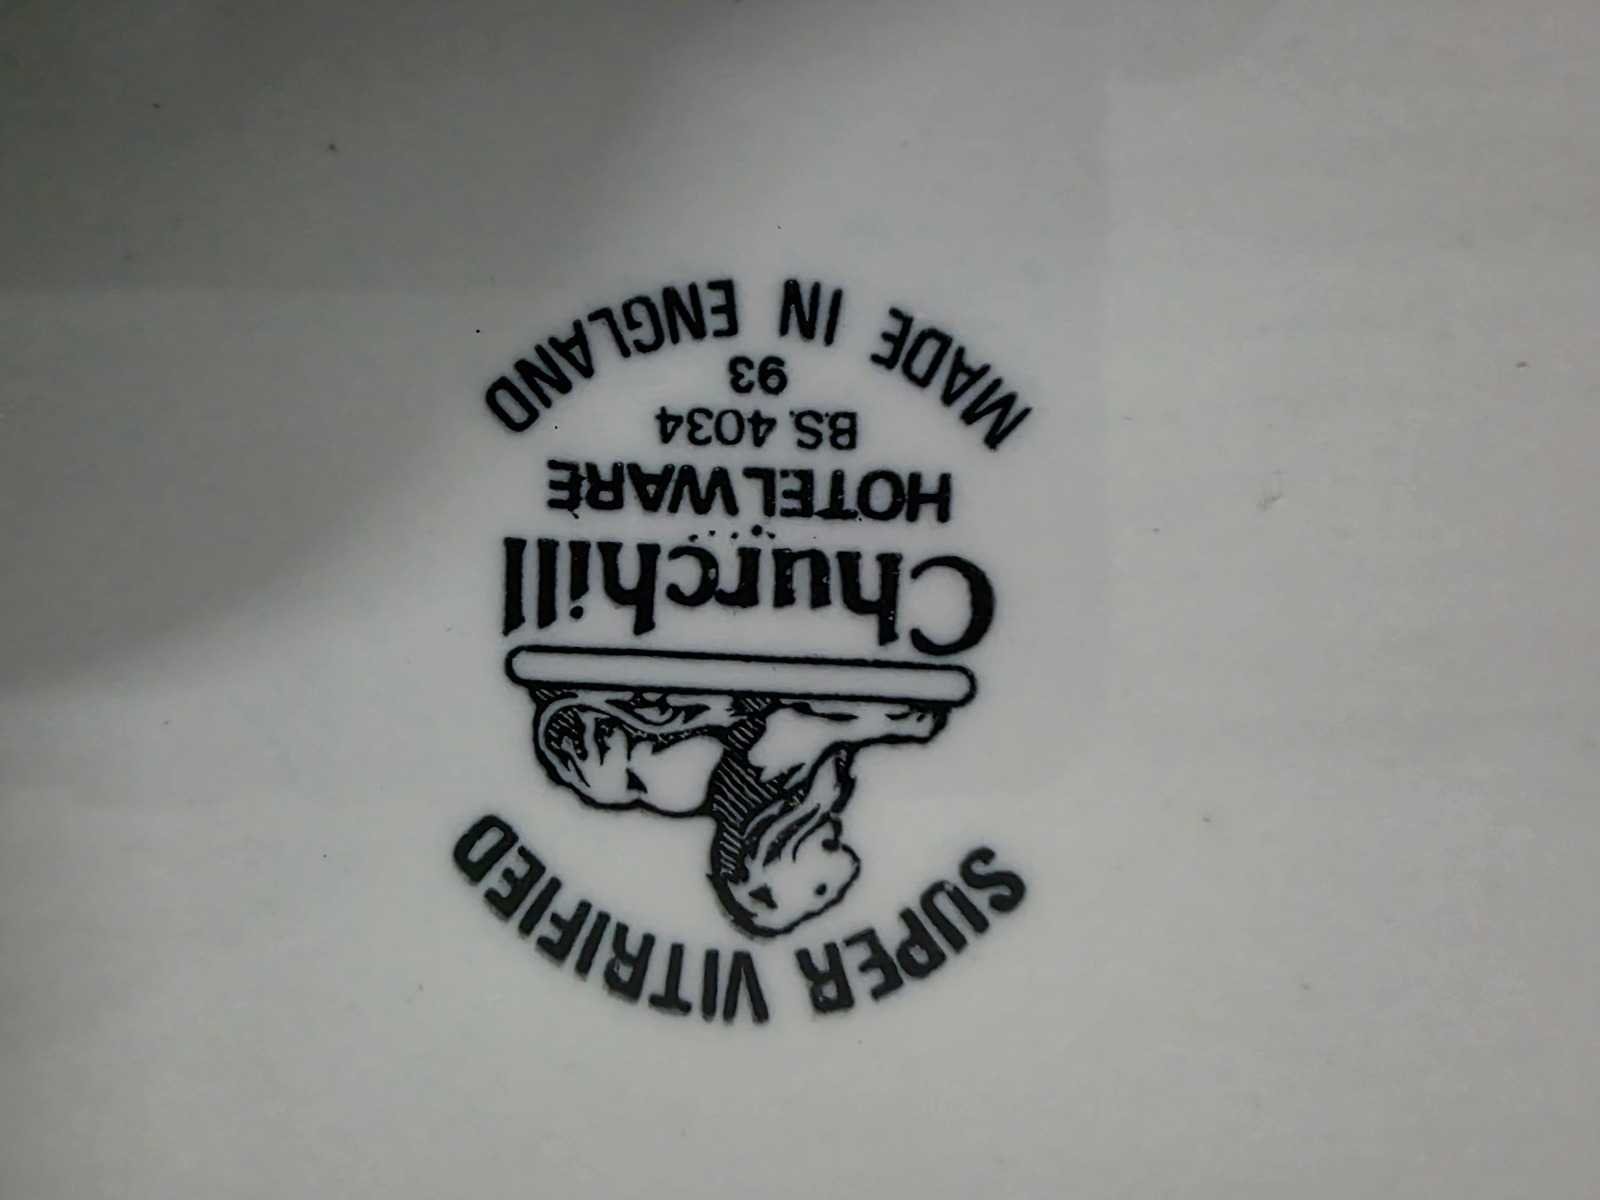 SUPER VITRIFIED
Churchill
HOTELWARE
B.S. 4034
93
MADE IN ENGLAND